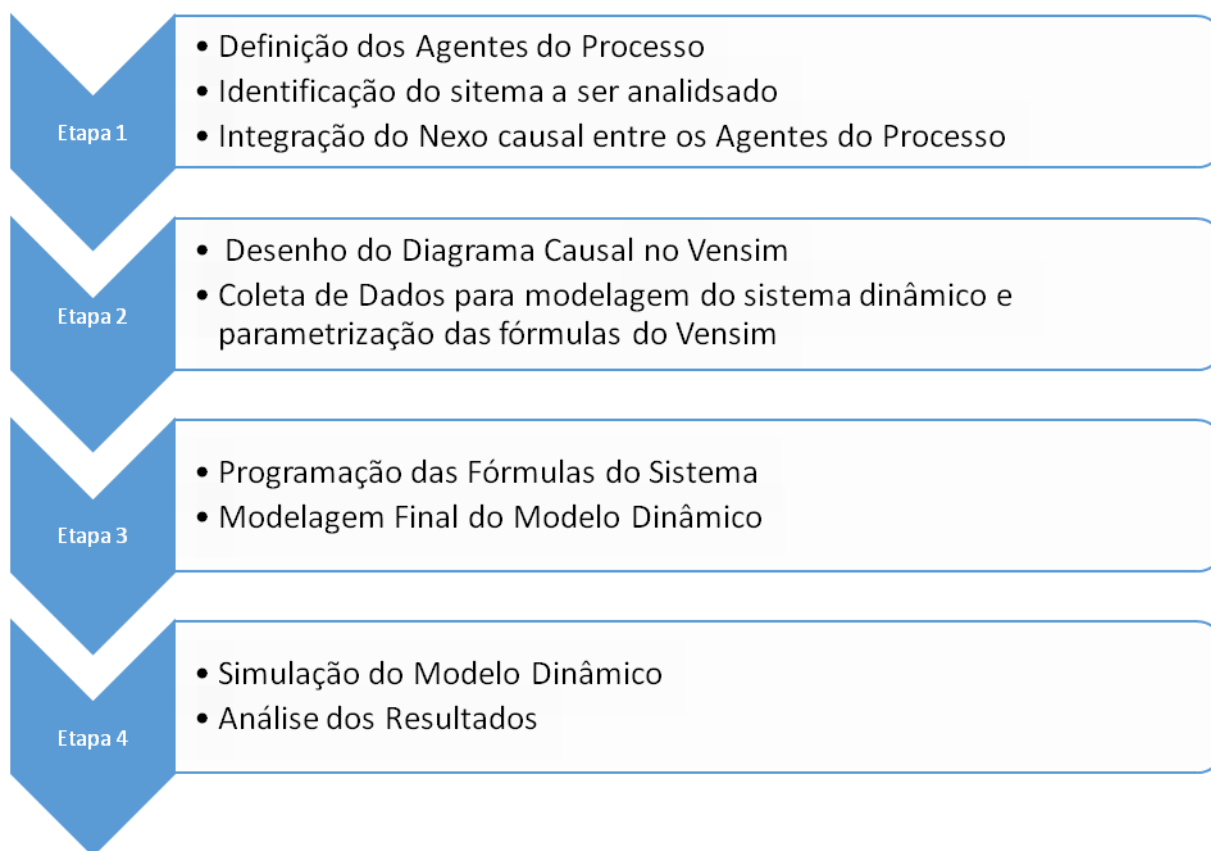 Etapa 1
• Definição dos Agentes do Processo
• Identificação do sitema a ser analidsado
• Integração do Nexo causal entre os Agentes do Processo
Etapa 2
• Desenho do Diagrama Causal no Vensim
• Coleta de Dados para modelagem do sistema dinâmico e
parametrização das fórmulas do Vensim
Etapa 3
• Programação das Fórmulas do Sistema
• Modelagem Final do Modelo Dinâmico
Etapa 4
• Simulação do Modelo Dinâmico
• Análise dos Resultados